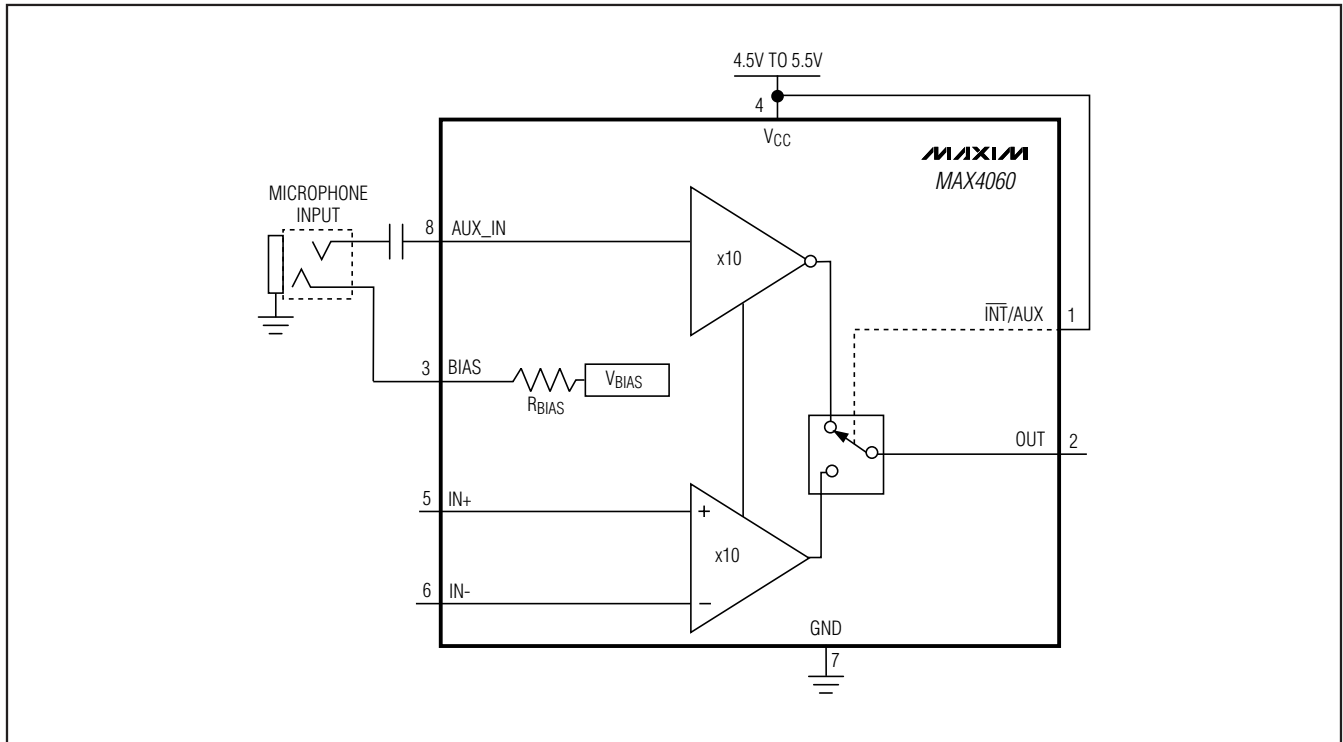 4.5V TO 5.5V
4
VCC
MAXIM
MAX4060
MICROPHONE
INPUT
8
AUX_IN
x10
INT/AUX
1
3
BIAS
RBIAS
VBIAS
OUT
2
5
IN+
+
x10
6
IN-
−
GND
7